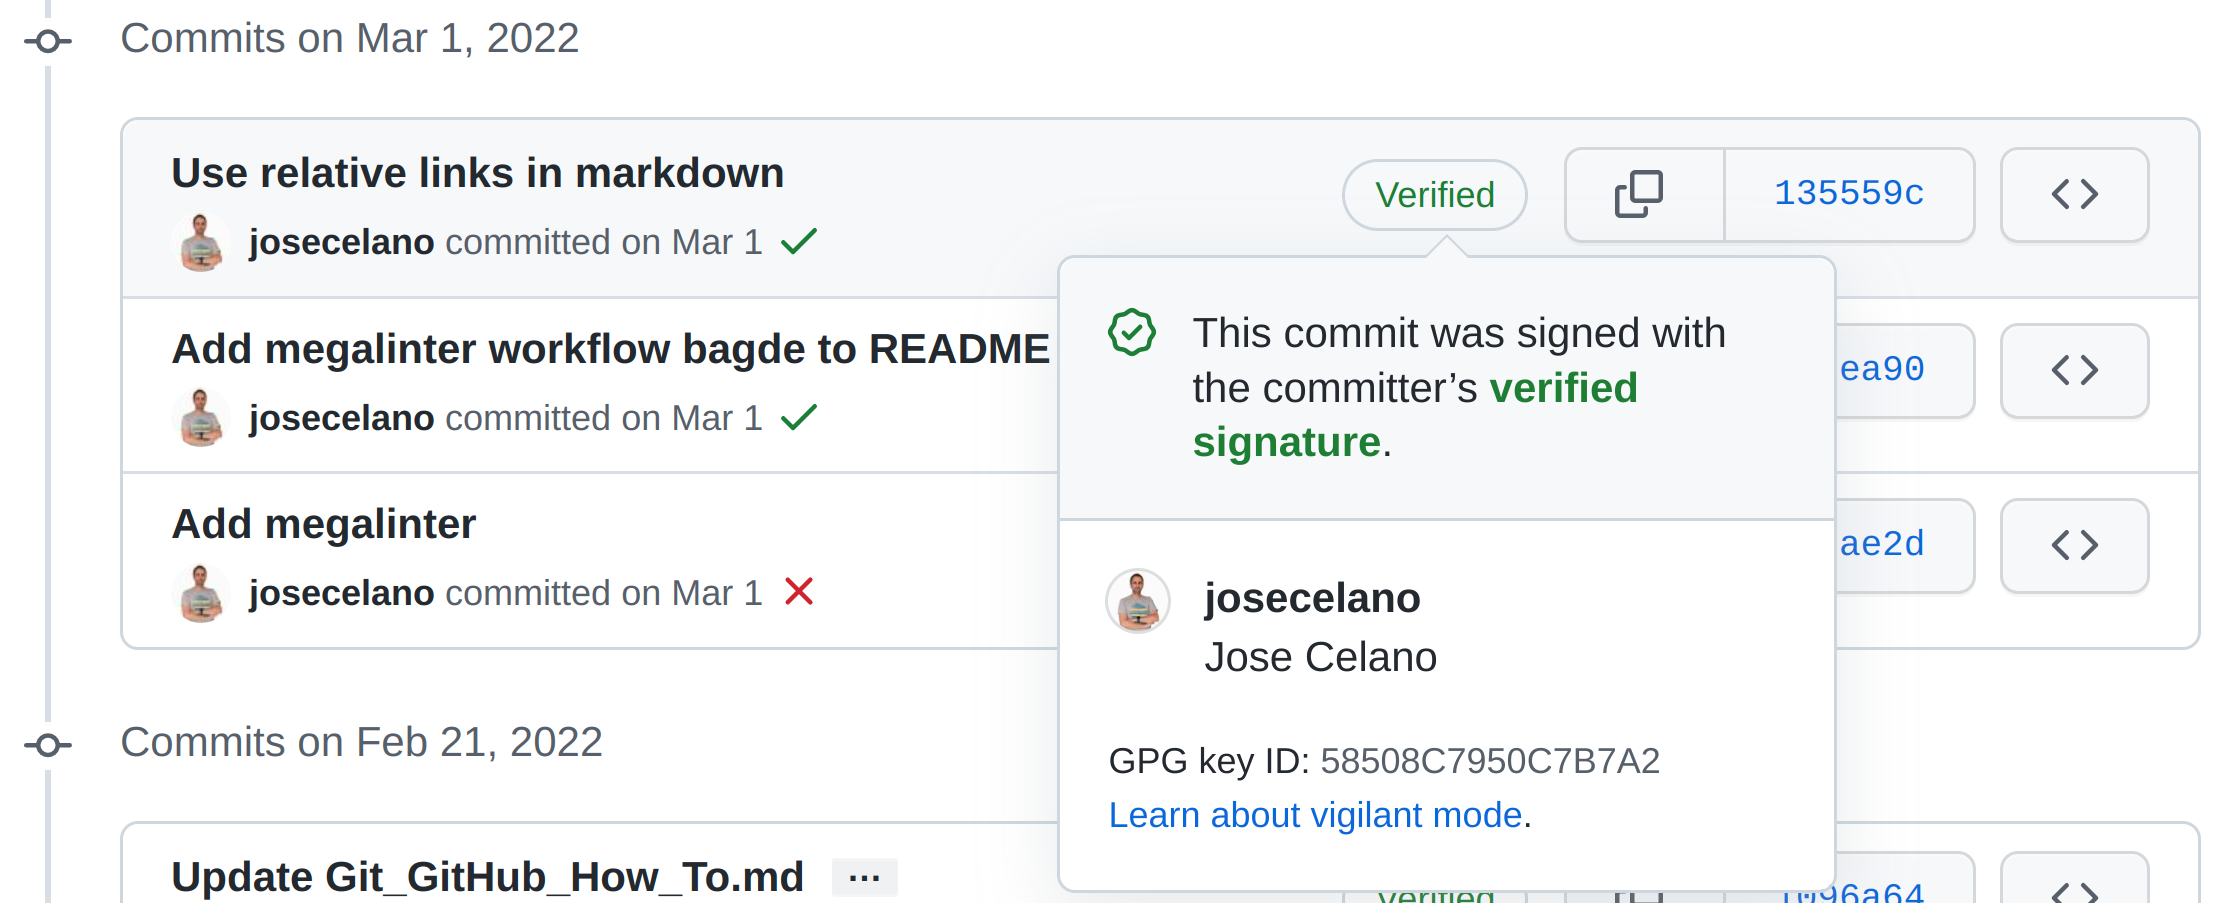 Commits on Mar 1, 2022
Use relative links in markdown
Verified
135559c
josecelano committed on Mar 1
Add megalinter workflow bagde to README
ea90
josecelano committed on Mar 1
Add megalinter
ae2d
josecelano committed on Mar 1
This commit was signed with
the committer’s verified
signature.
josecelano
Jose Celano
GPG key ID: 58508C7950C7B7A2
Learn about vigilant mode.
Commits on Feb 21, 2022
Update Git_GitHub_How_To.md ...
Verified